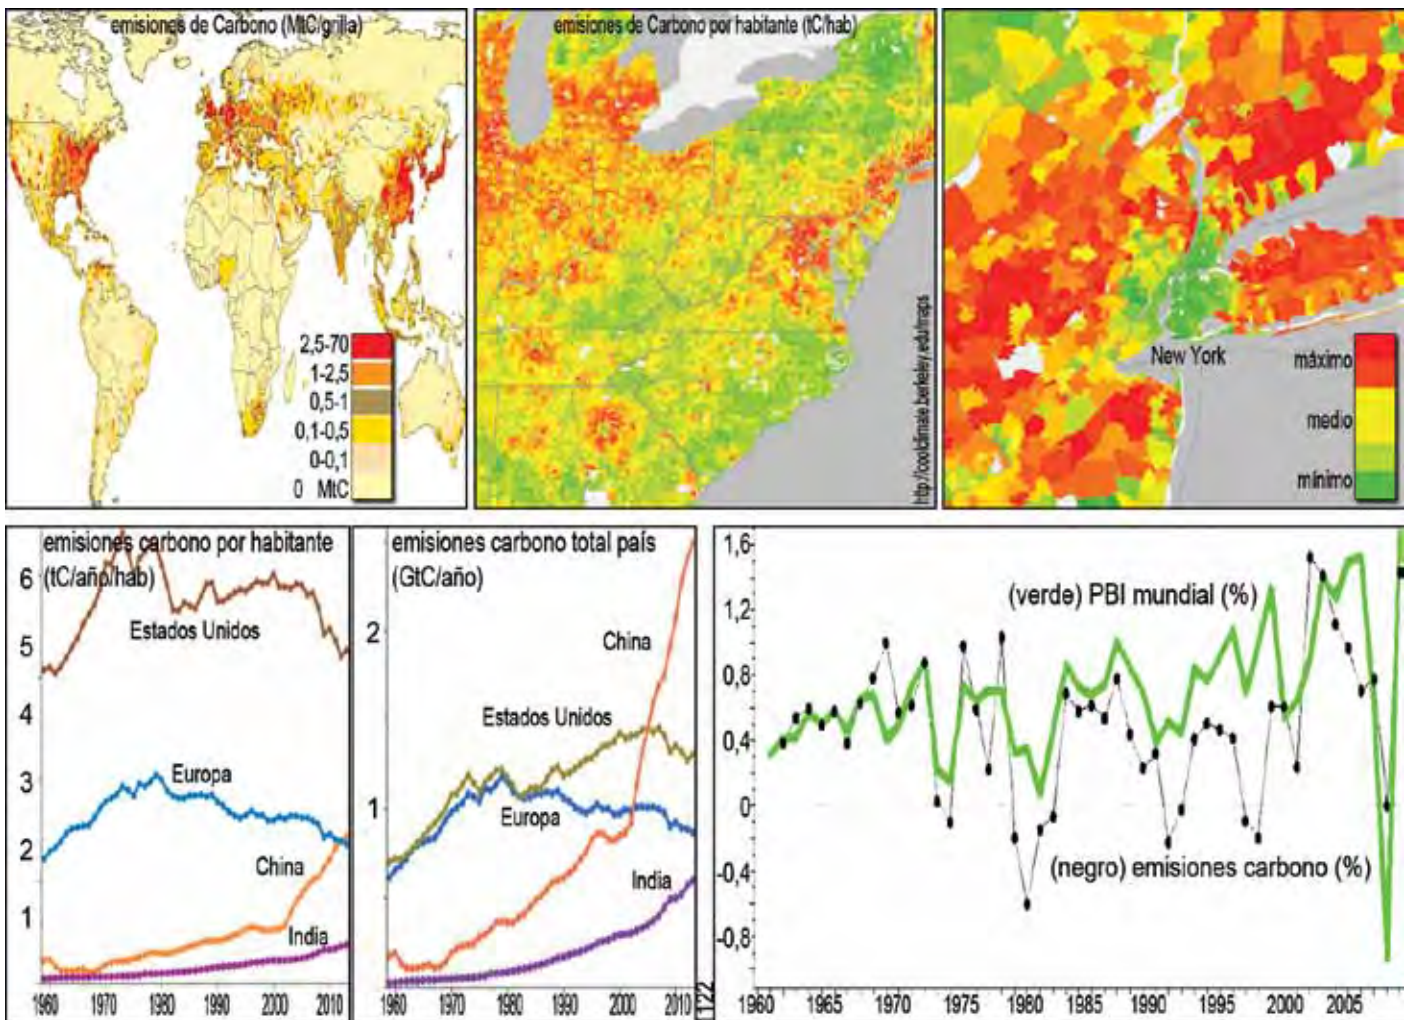 emisiones de Carbono (MtC/grilla)
2,5-70
1-2,5
0,5-1
0,1-0,5
0-0,1
0 MtC
emisiones de Carbono por habitante (tC/hab)
http://coolclimate.berkeley.edu/maps
New York
máximo
medio
mínimo
emisiones carbono por habitante
(tC/año/hab)
6
5
4
3
2
1
Estados Unidos
Europa
China
India
1960 1970 1980 1990 2000 2010
emisiones carbono total país
(GtC/año)
2
1
China
Estados Unidos
Europa
India
1960 1970 1980 1990 2000 2010
1,6
1,2
0,8
0,4
0
-0,4
-0,8
(verde) PBI mundial (%)
(negro) emisiones carbono (%)
1960 1965 1970 1975 1980 1985 1990 1995 2000 2005